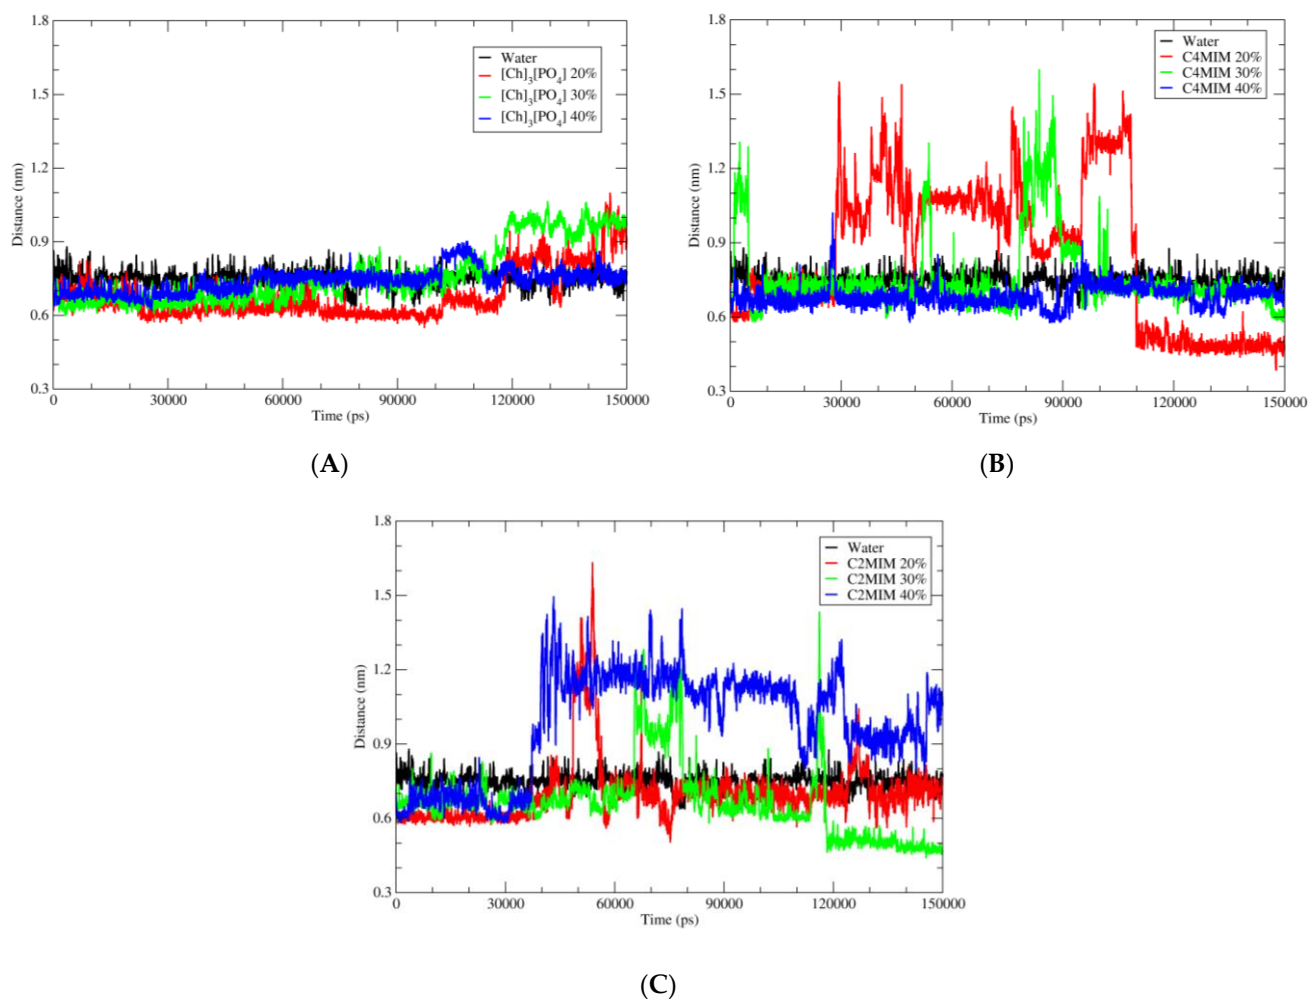 1.8
1.5
1.2
0.9
0.6
0.3
Distance (nm)
Water
[Ch]₃[PO₄] 20%
[Ch]₃[PO₄] 30%
[Ch]₃[PO₄] 40%
0 30000 60000 90000 120000 150000
Time (ps)
(A)
1.8
1.5
1.2
0.9
0.6
0.3
Distance (nm)
Water
C4MIM 20%
C4MIM 30%
C4MIM 40%
0 30000 60000 90000 120000 150000
Time (ps)
(B)
1.8
1.5
1.2
0.9
0.6
0.3
Distance (nm)
Water
C2MIM 20%
C2MIM 30%
C2MIM 40%
0 30000 60000 90000 120000 150000
Time (ps)
(C)